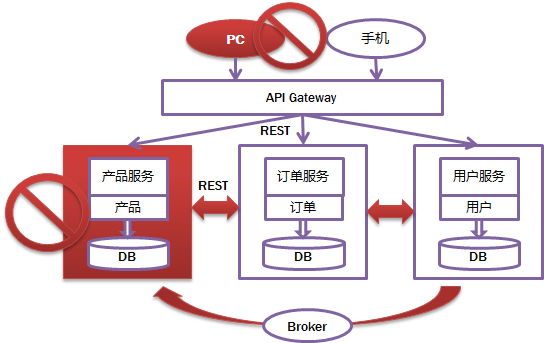 PC
手机
API Gateway
REST
产品服务
产品
DB
REST
订单服务
订单
DB
用户服务
用户
DB
Broker